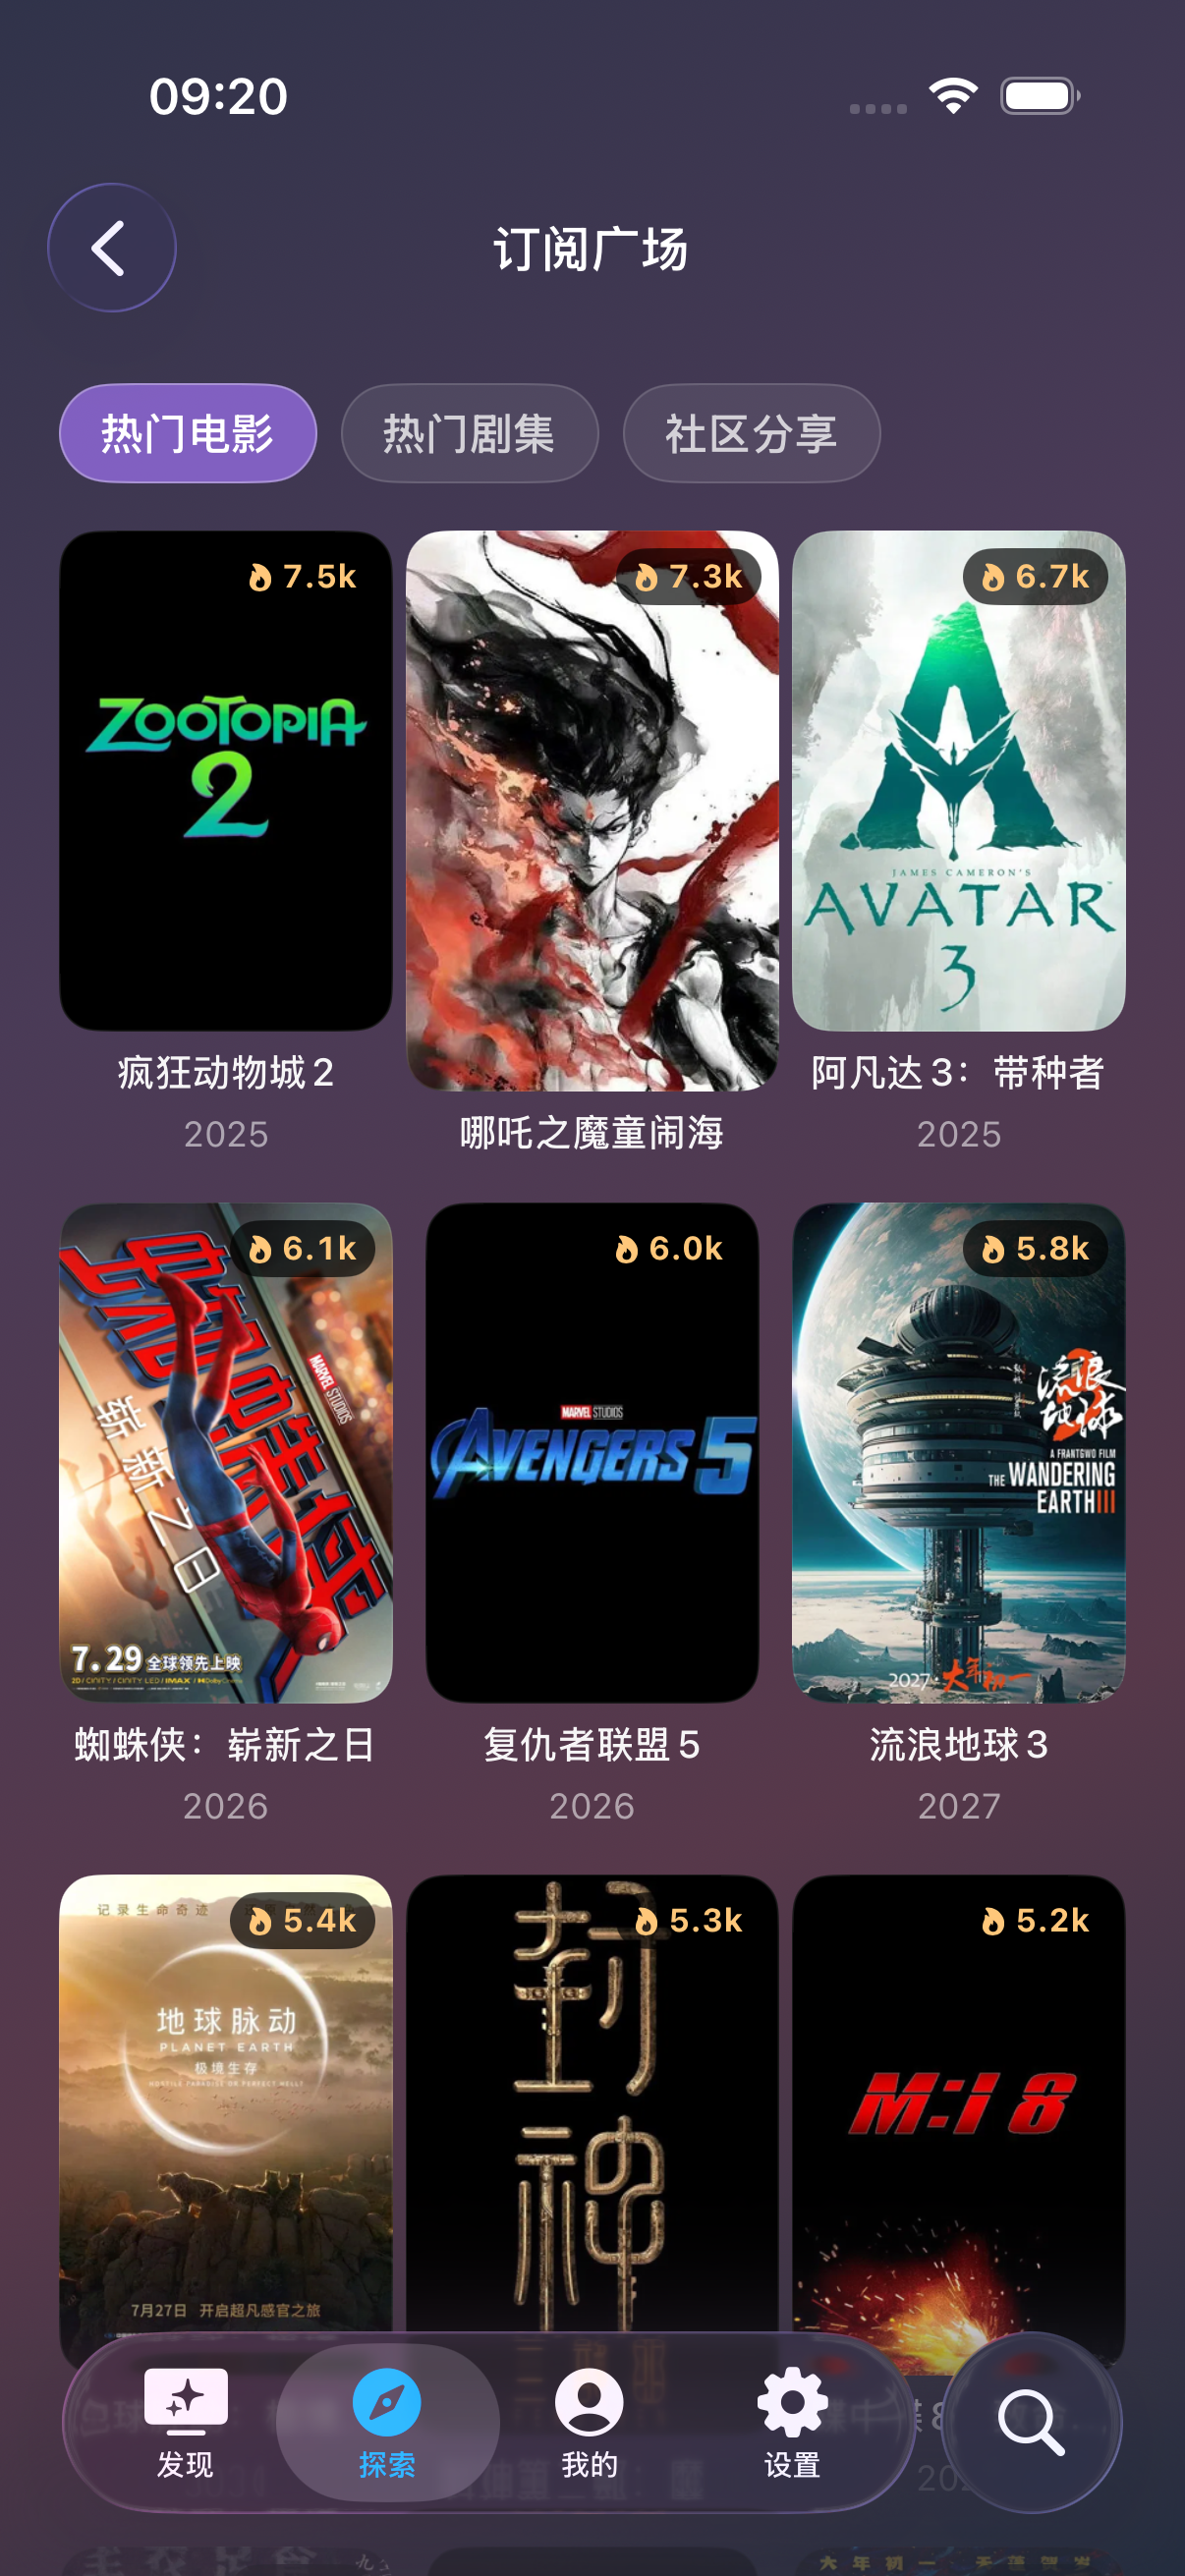 09:20
订阅广场
热门电影
热门剧集
社区分享
7.5k
7.3k
6.7k
ZOOTOPIA
2
JAMES CAMERON'S
AVATAR
3
疯狂动物城 2
哪吒之魔童闹海
阿凡达 3：带种者
2025
2025
6.1k
6.0k
5.8k
蜘蛛侠
MARVEL STUDIOS
崭新之日
7.29 全球领先上映
MARVEL STUDIOS
AVENGERS 5
流浪地球
A FRANTGWO FILM
THE WANDERING
EARTH III
2027·大年初一
蜘蛛侠：崭新之日
复仇者联盟 5
流浪地球 3
2026
2026
2027
记录生命奇迹
5.4k
5.3k
5.2k
地球脉动
PLANET EARTH
极境生存
7月27日 开启超凡感官之旅
封神
M:I 8
发现
探索
我的
设置